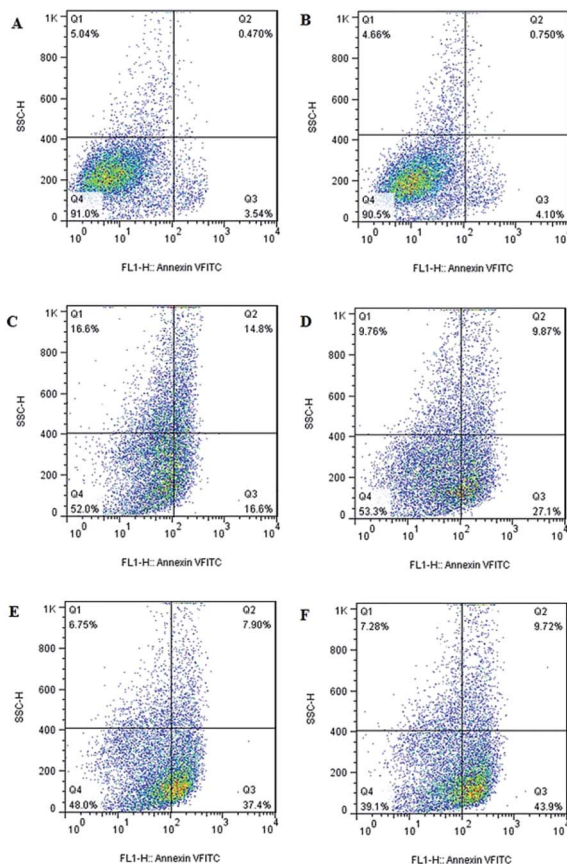 A
Q1
5.04%
Q2
0.470%
1K
800
600
400
200
0
SSC-H
Q4
91.0%
Q3
3.54%
10^0 10^1 10^2 10^3 10^4
FL1-H:: Annexin VFITC
B
Q1
4.66%
Q2
0.750%
1K
800
600
400
200
0
SSC-H
Q4
90.5%
Q3
4.10%
10^0 10^1 10^2 10^3 10^4
FL1-H:: Annexin VFITC
C
Q1
16.6%
Q2
14.8%
1K
800
600
400
200
0
SSC-H
Q4
52.0%
Q3
16.6%
10^0 10^1 10^2 10^3 10^4
FL1-H:: Annexin VFITC
D
Q1
9.76%
Q2
9.87%
1K
800
600
400
200
0
SSC-H
Q4
53.3%
Q3
27.1%
10^0 10^1 10^2 10^3 10^4
FL1-H:: Annexin VFITC
E
Q1
6.75%
Q2
7.90%
1K
800
600
400
200
0
SSC-H
Q4
48.0%
Q3
37.4%
10^0 10^1 10^2 10^3 10^4
FL1-H:: Annexin VFITC
F
Q1
7.28%
Q2
9.72%
1K
800
600
400
200
0
SSC-H
Q4
39.1%
Q3
43.9%
10^0 10^1 10^2 10^3 10^4
FL1-H:: Annexin VFITC